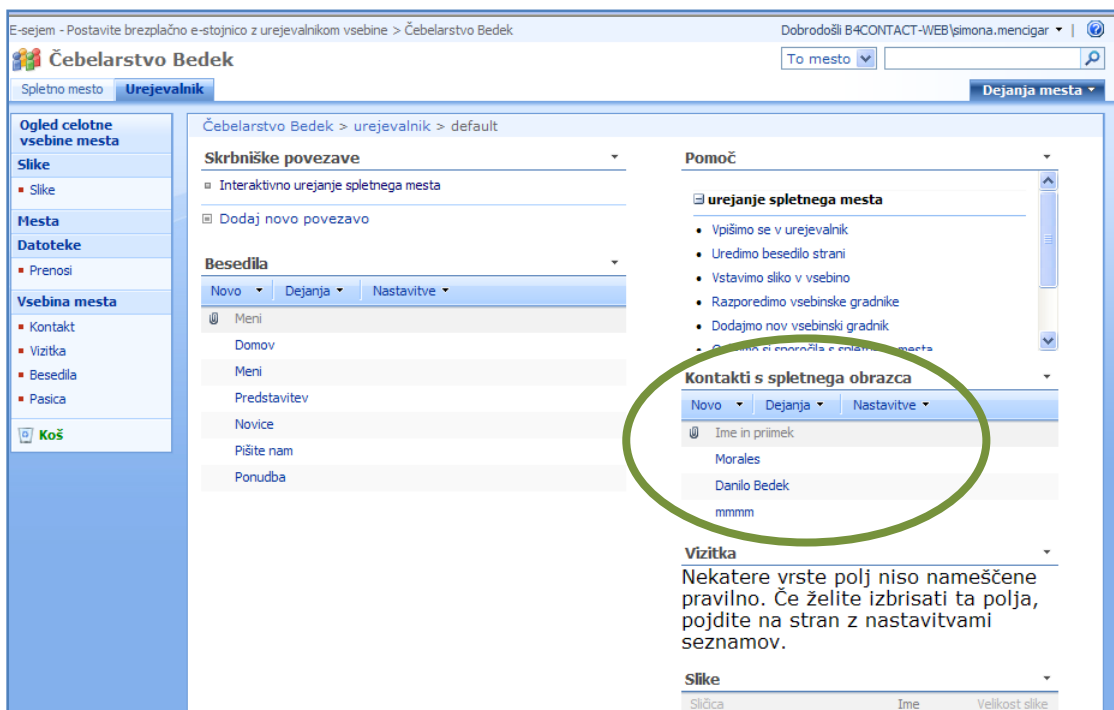 E-sejem - Postavite brezplačno e-stojnico z urejevalnikom vsebine > Čebelarstvo Bedek
Dobrodošli B4CONTACT-WEB\simona.mencigar
Čebelarstvo Bedek
To mesto
Spletno mesto
Urejevalnik
Dejanja mesta
Ogled celotne
vsebine mesta
Slike
Slike
Mesta
Datoteke
Prenosi
Vsebina mesta
Kontakt
Vizitka
Besedila
Pasica
Koš
Čebelarstvo Bedek > urejevalnik > default
Skrbniške povezave
Interaktivno urejanje spletnega mesta
Dodaj novo povezavo
Besedila
Novo
Dejanja
Nastavitve
Meni
Domov
Meni
Predstavitev
Novice
Pišite nam
Ponudba
Pomoč
urejanje spletnega mesta
Vpišimo se v urejevalnik
Uredimo besedilo strani
Vstavimo sliko v vsebino
Razporedimo vsebinske gradnike
Dodajmo nov vsebinski gradnik
si sporočila s spletnega mesta
Kontakti s spletnega obrazca
Novo
Dejanja
Nastavitve
Ime in priimek
Morales
Danilo Bedek
mmmm
Vizitka
Nekatere vrste polj niso nameščene
pravilno. Če želite izbrisati ta polja,
pojdite na stran z nastavitvami
seznamov.
Slike
Sličica
Ime
Velikost slike